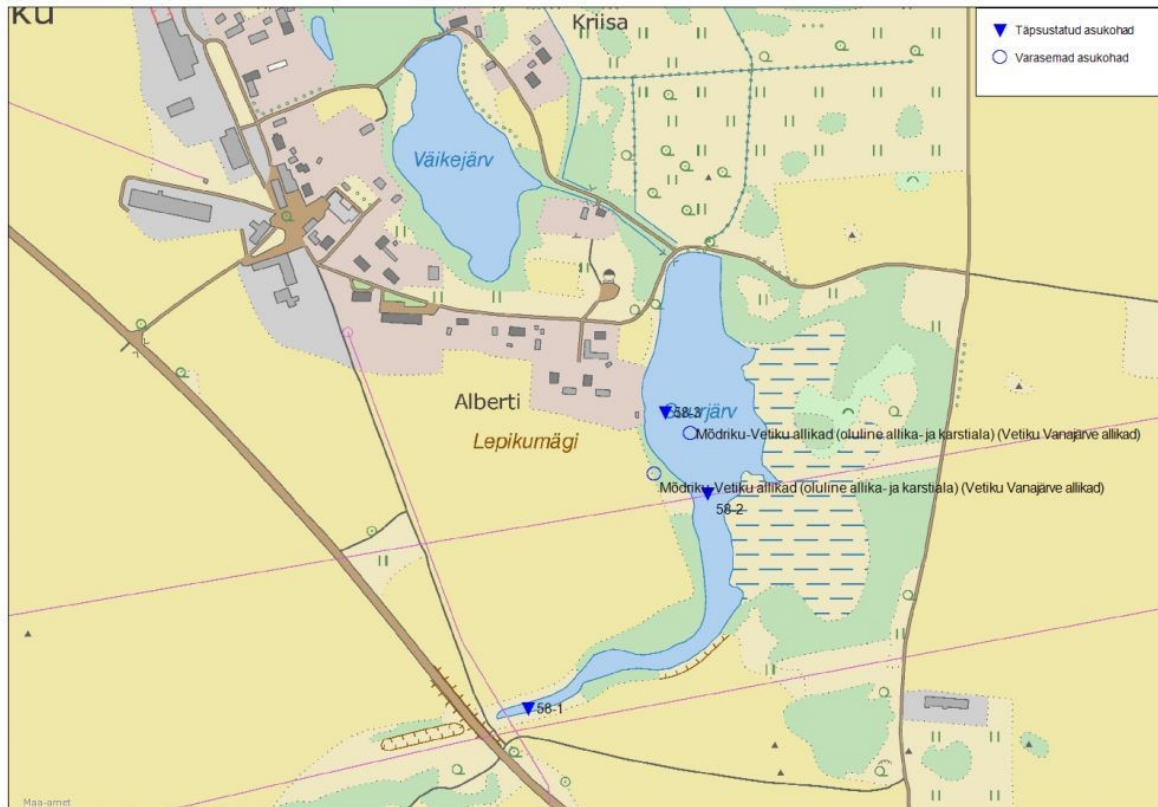 ku
Kriisa
Täpsustatud asukohad
Varasemad asukohad
Väikejärv
Alberti
Lepikumägi
58-3
Mõdriku-Vetiku allikad (oluline allika- ja karstiala) (Vetiku Vanajärve allikad)
Mõdriku-Vetiku allikad (oluline allika- ja karstiala) (Vetiku Vanajärve allikad)
58-2
58-1
Maa-amet